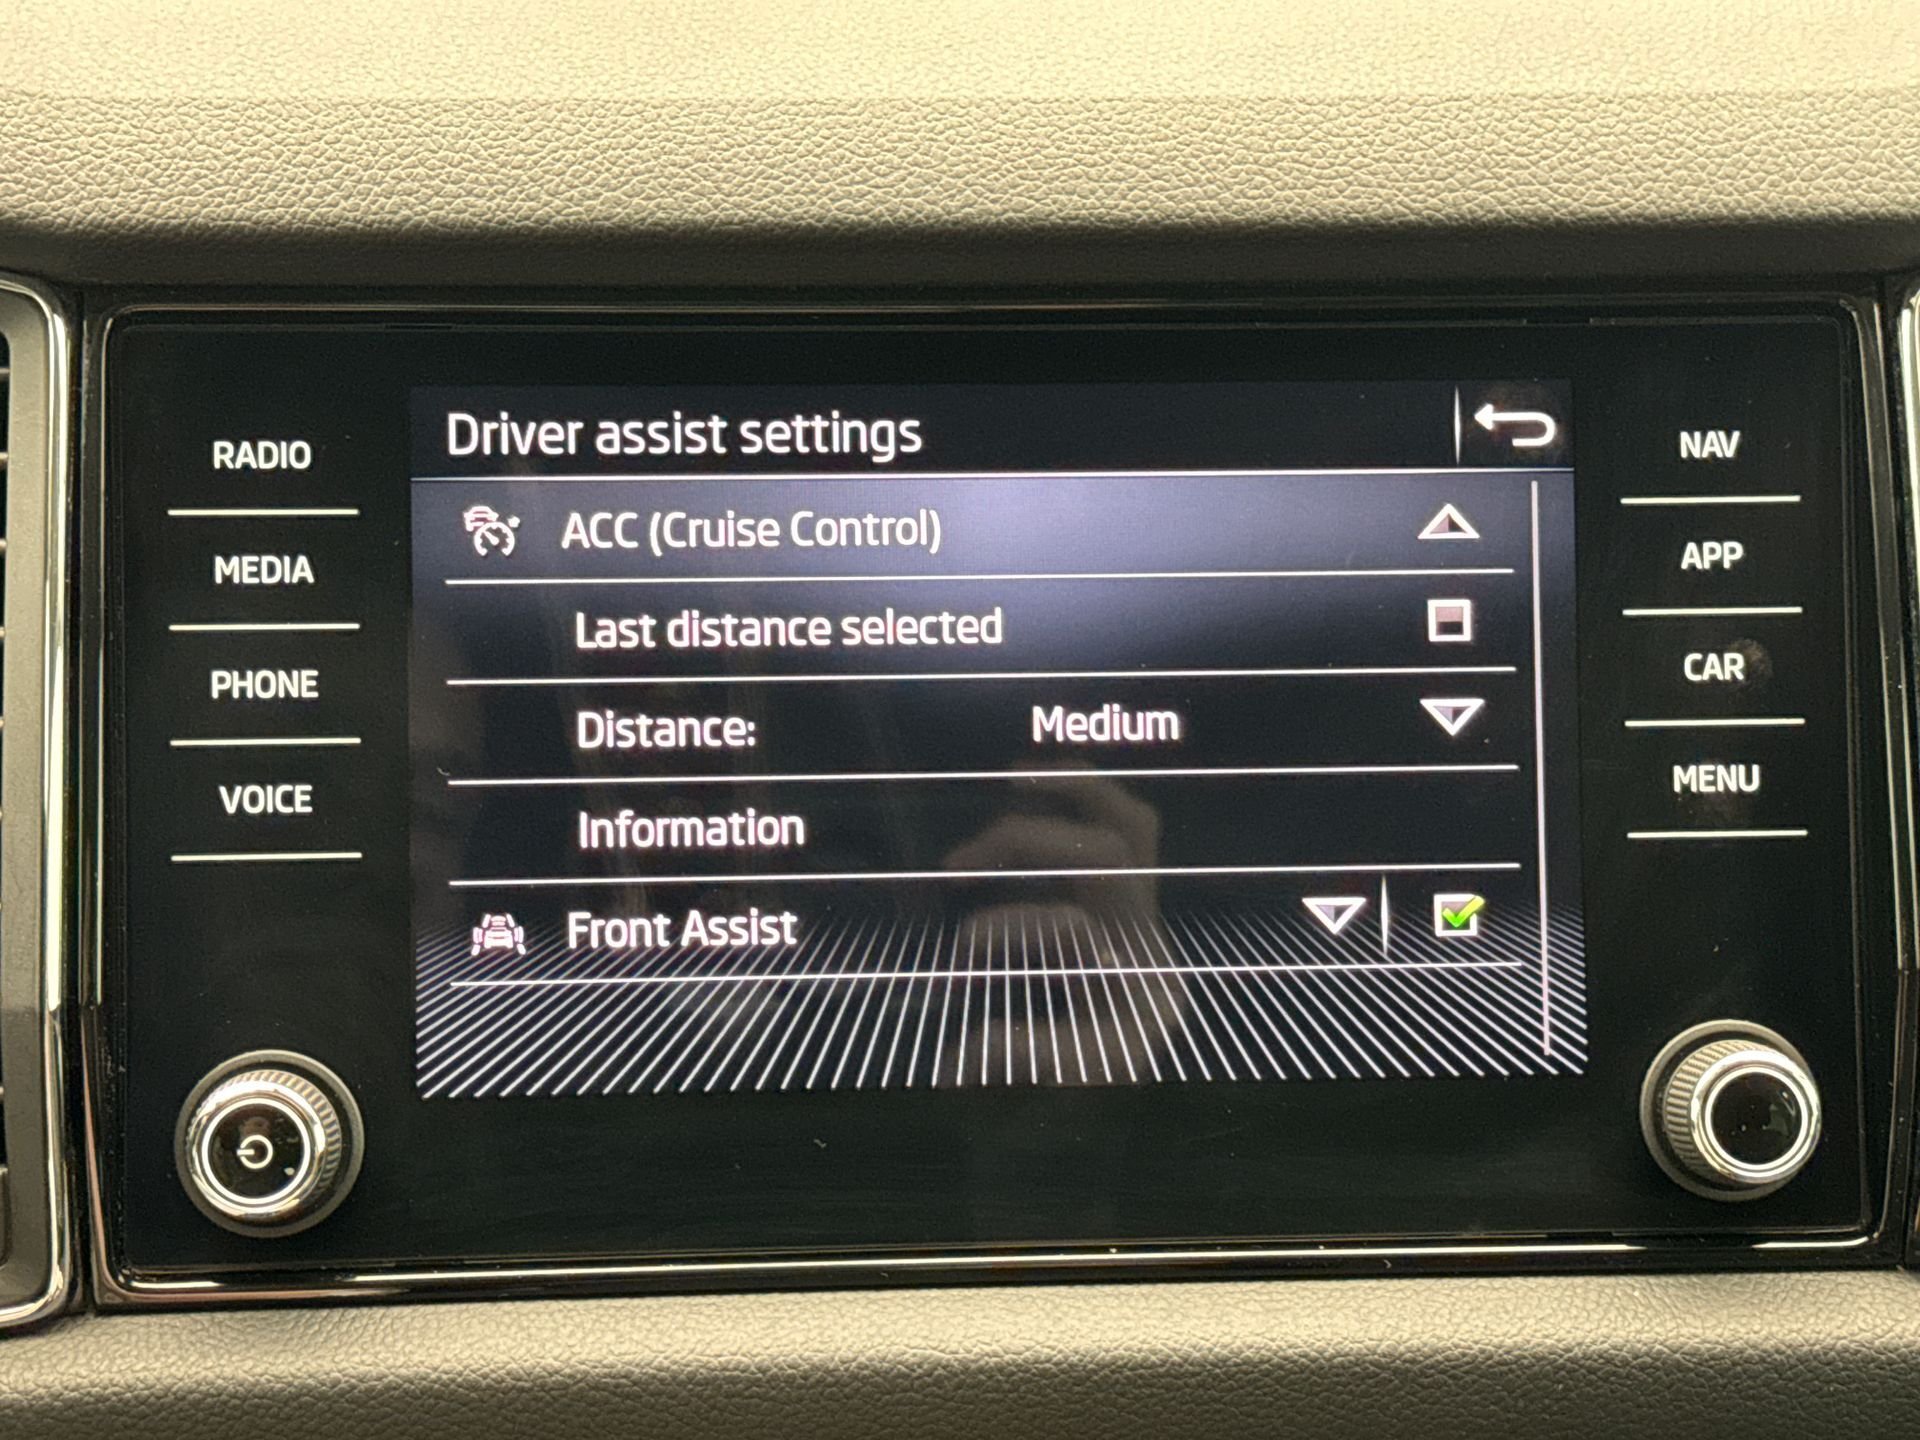 Driver assist settings
ACC (Cruise Control)
Last distance selected
Distance: Medium
Information
Front Assist
RADIO
MEDIA
PHONE
VOICE
NAV
APP
CAR
MENU